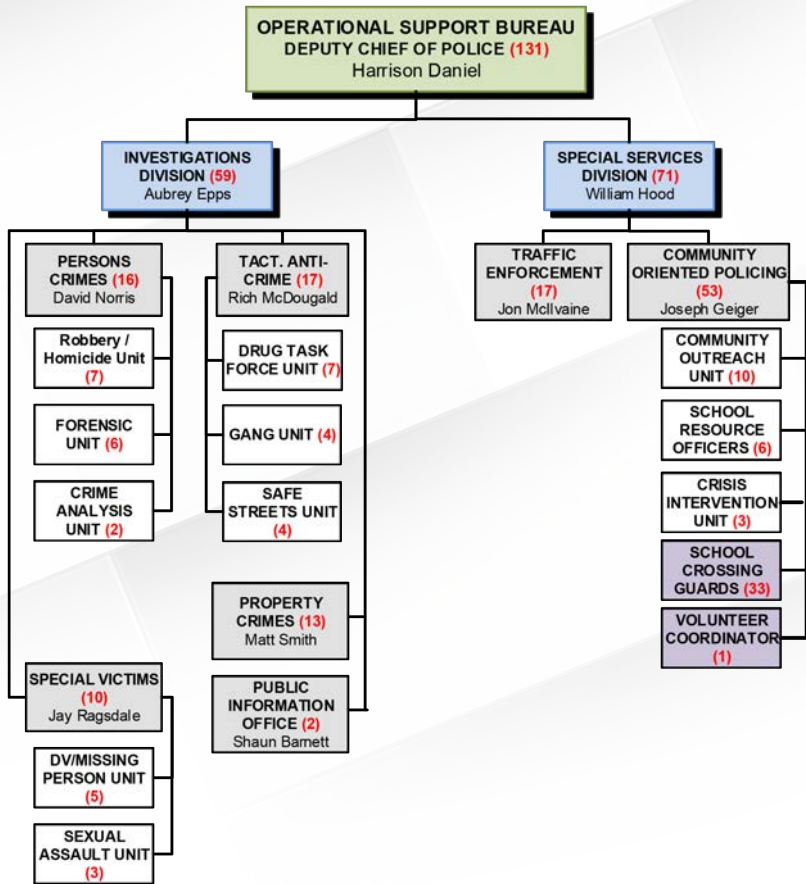 OPERATIONAL SUPPORT BUREAU
DEPUTY CHIEF OF POLICE (131)
Harrison Daniel
INVESTIGATIONS
DIVISION (59)
Aubrey Epps
SPECIAL SERVICES
DIVISION (71)
William Hood
PERSONS
CRIMES (16)
David Norris
TACT. ANTI-
CRIME (17)
Rich McDougald
TRAFFIC
ENFORCEMENT
(17)
Jon McIlvaine
COMMUNITY
ORIENTED POLICING
(53)
Joseph Geiger
Robbery /
Homicide Unit
(7)
FORENSIC
UNIT (6)
CRIME
ANALYSIS
UNIT (2)
DRUG TASK
FORCE UNIT (7)
GANG UNIT (4)
SAFE
STREETS UNIT
(4)
COMMUNITY
OUTREACH
UNIT (10)
SCHOOL
RESOURCE
OFFICERS (6)
CRISIS
INTERVENTION
UNIT (3)
SCHOOL
CROSSING
GUARDS (33)
VOLUNTEER
COORDINATOR
(1)
PROPERTY
CRIMES (13)
Matt Smith
PUBLIC
INFORMATION
OFFICE (2)
Shaun Barnett
SPECIAL VICTIMS
(10)
Jay Ragsdale
DV/MISSING
PERSON UNIT
(5)
SEXUAL
ASSAULT UNIT
(3)